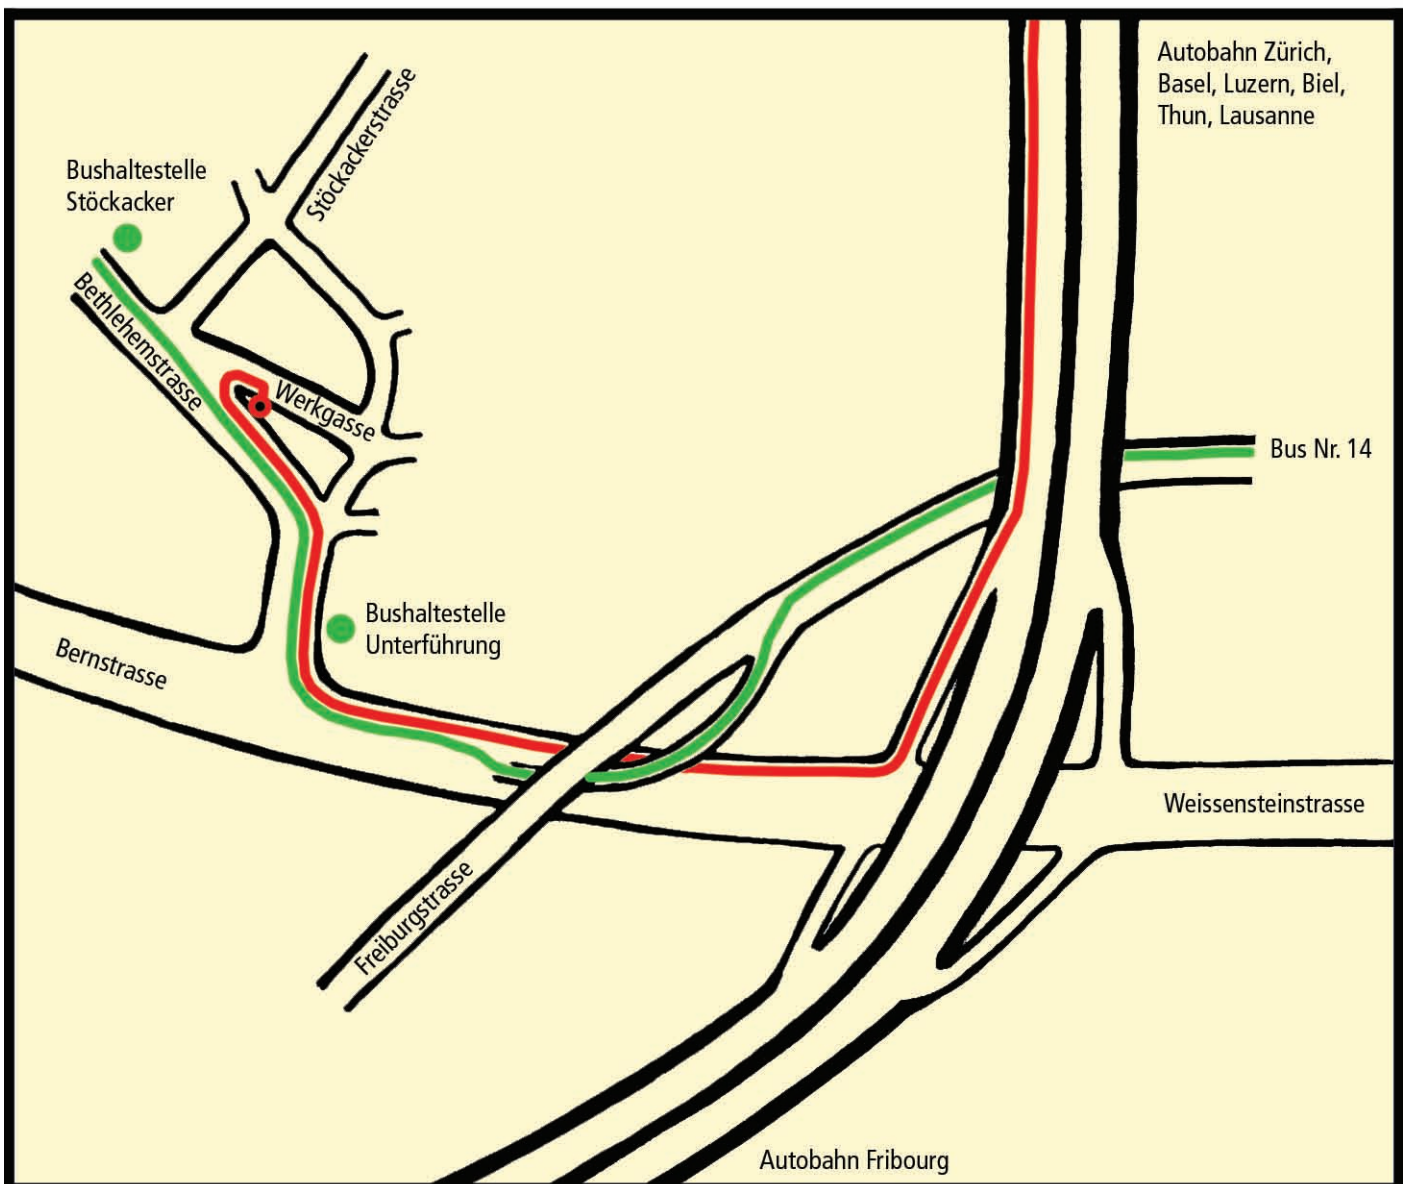 Autobahn Zürich,
Basel, Luzern, Biel,
Thun, Lausanne
Stöckackerstrasse
Bushaltestelle
Stöckacker
Bethlehemstrasse
Werkgasse
Bus Nr. 14
Bushaltestelle
Unterführung
Bernstrasse
Weissensteinstrasse
Freiburgstrasse
Autobahn Fribourg